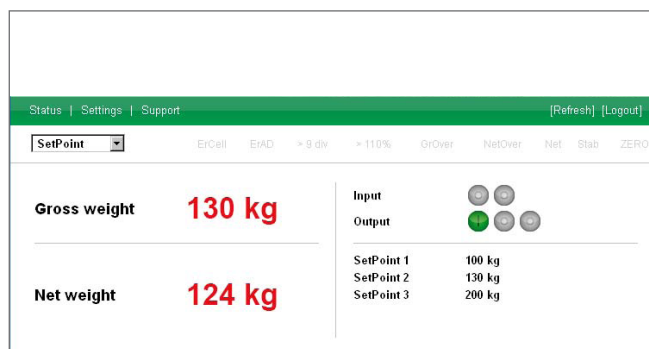 Status | Settings | Support [Refresh] [Logout]
SetPoint ErCell ErAD > 9 div > 110% GrOver NetOver Net Stab ZERO
Gross weight 130 kg
Net weight 124 kg
Input
Output
SetPoint 1 100 kg
SetPoint 2 130 kg
SetPoint 3 200 kg